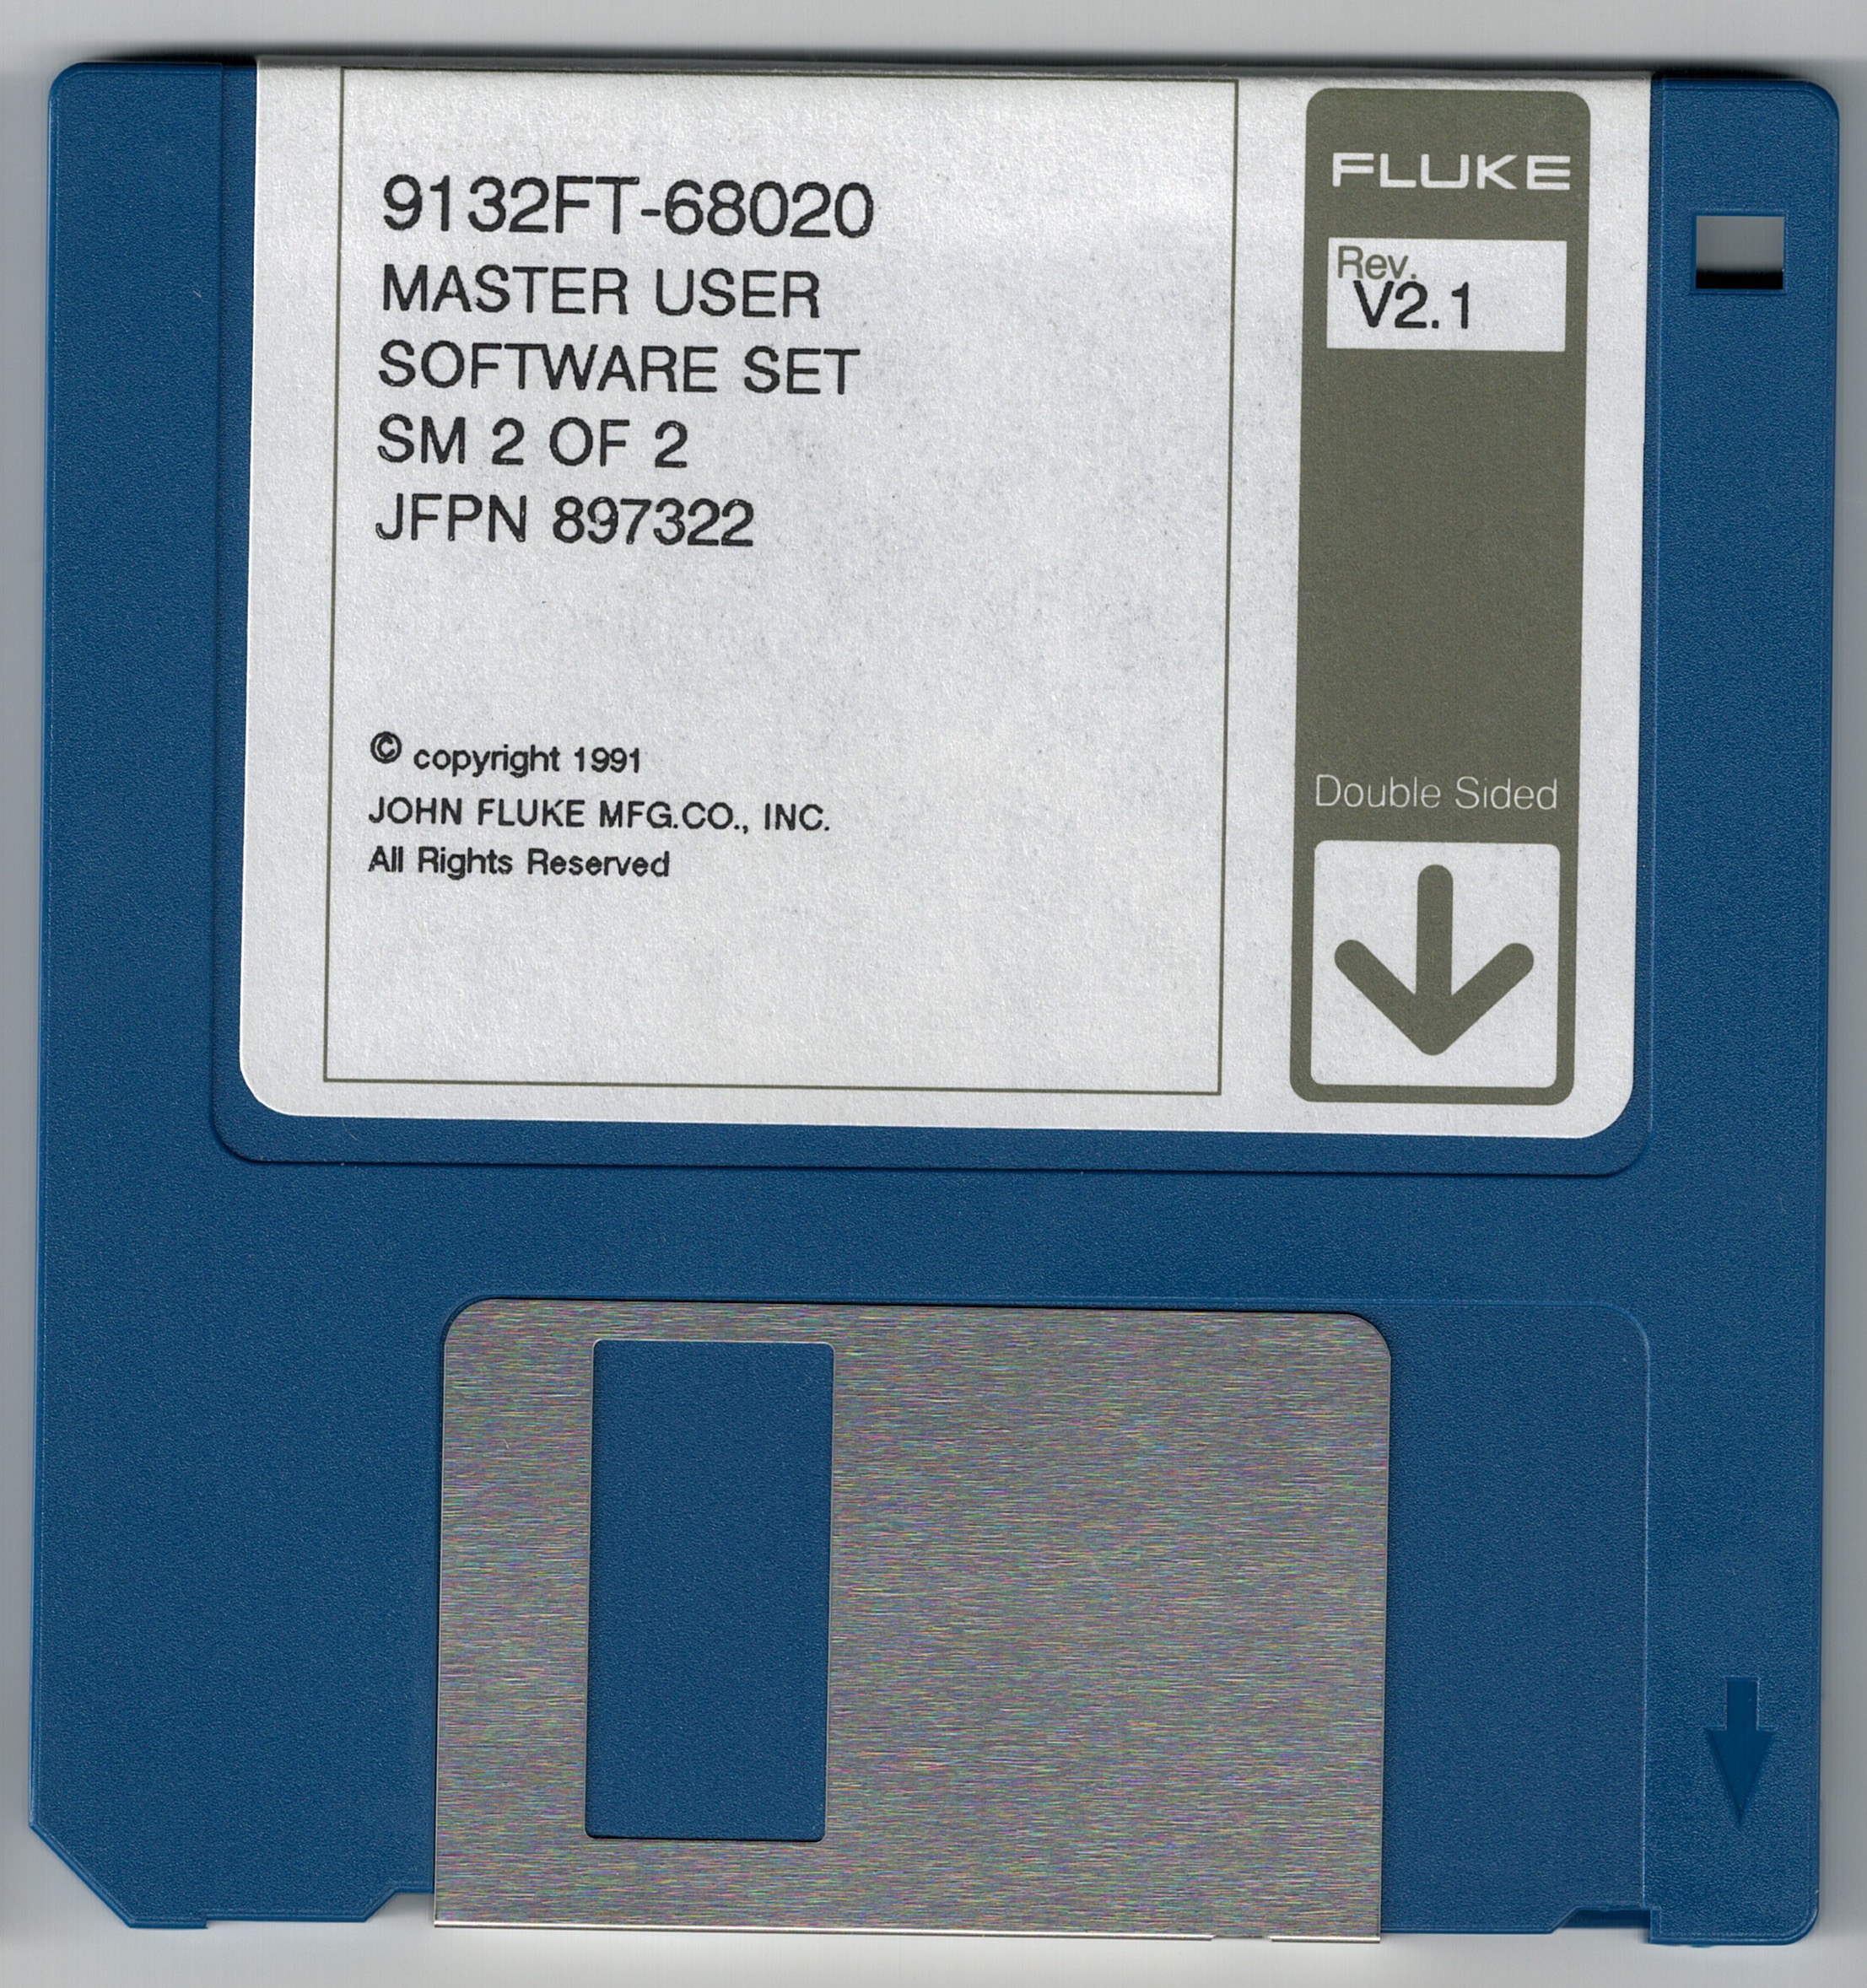 9132FT-68020
MASTER USER
SOFTWARE SET
SM 2 OF 2
JFPN 897322
© copyright 1991
JOHN FLUKE MFG.CO., INC.
All Rights Reserved
FLUKE
Rev.
V2.1
Double Sided